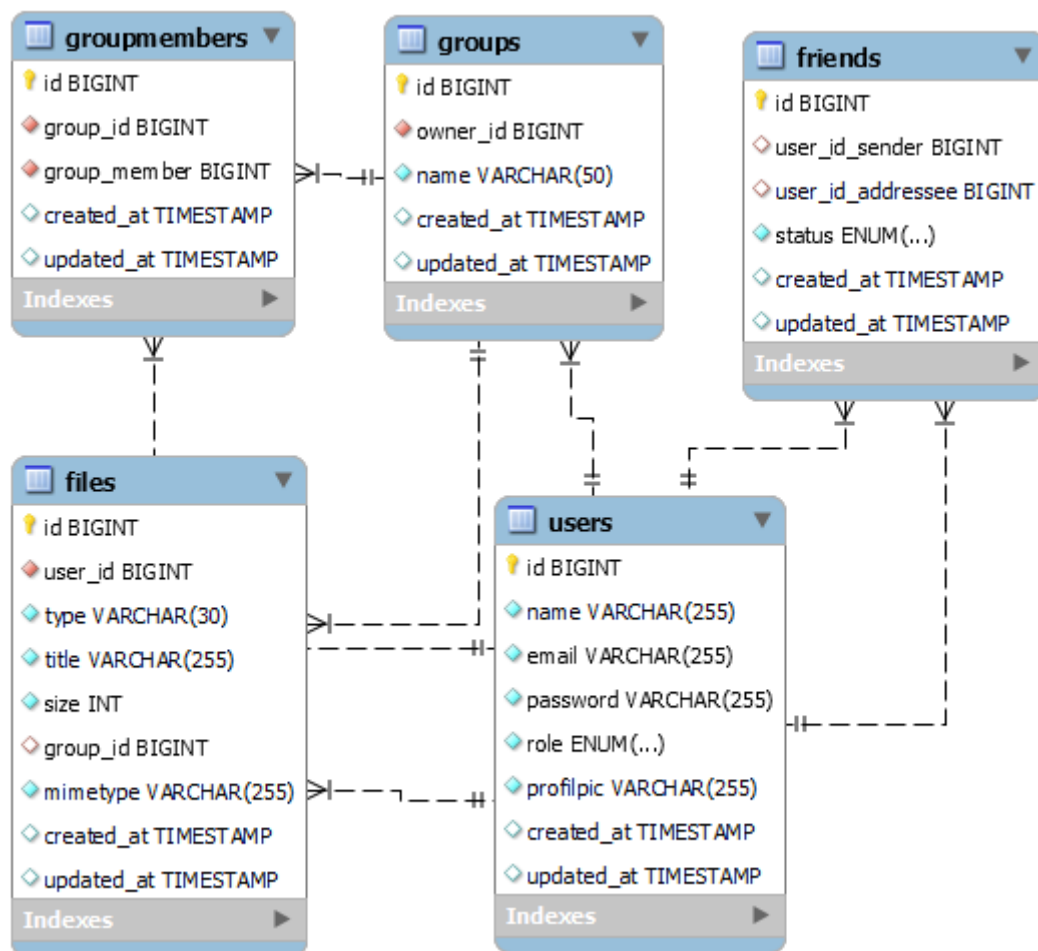 groupmembers
id BIGINT
group_id BIGINT
group_member BIGINT
created_at TIMESTAMP
updated_at TIMESTAMP
Indexes
groups
id BIGINT
owner_id BIGINT
name VARCHAR(50)
created_at TIMESTAMP
updated_at TIMESTAMP
Indexes
friends
id BIGINT
user_id_sender BIGINT
user_id_addressee BIGINT
status ENUM(...)
created_at TIMESTAMP
updated_at TIMESTAMP
Indexes
files
id BIGINT
user_id BIGINT
type VARCHAR(30)
title VARCHAR(255)
size INT
group_id BIGINT
mimetype VARCHAR(255)
created_at TIMESTAMP
updated_at TIMESTAMP
Indexes
users
id BIGINT
name VARCHAR(255)
email VARCHAR(255)
password VARCHAR(255)
role ENUM(...)
profilpic VARCHAR(255)
created_at TIMESTAMP
updated_at TIMESTAMP
Indexes